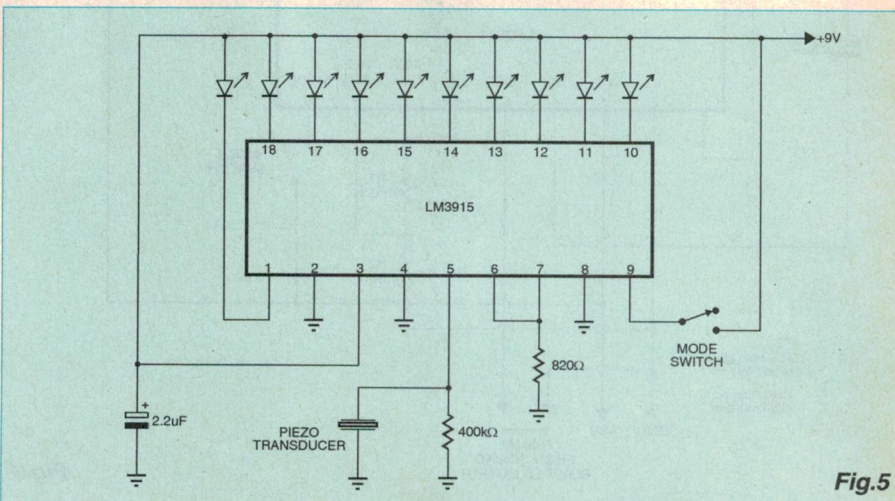 +9V
18 17 16 15 14 13 12 11 10
LM3915
1 2 3 4 5 6 7 8 9
MODE
SWITCH
820Ω
2.2uF
+
PIEZO
TRANSDUCER
400kΩ
Fig.5